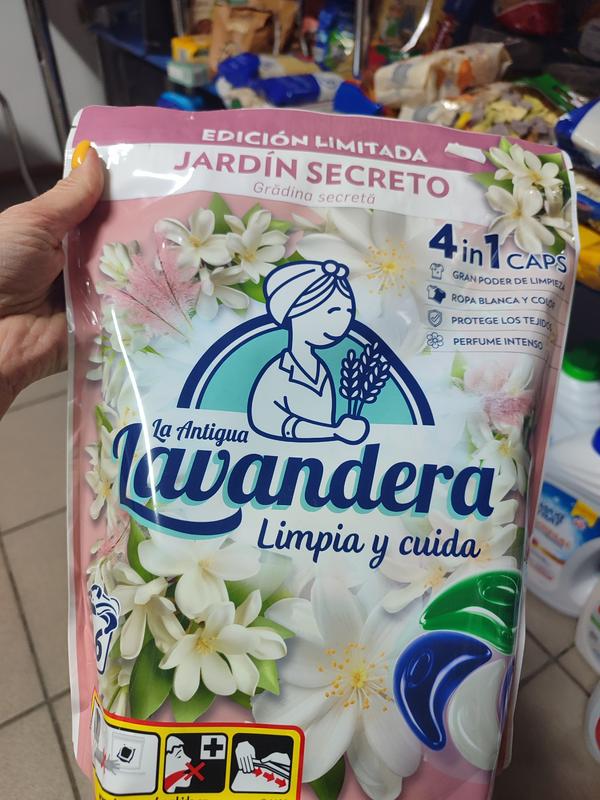 EDICIÓN LIMITADA
JARDÍN SECRETO
Grădina secretă
4 in 1 CAPS
GRAN PODER DE LIMPIEZA
ROPA BLANCA Y COLOR
PROTEGE LOS TEJIDOS
PERFUME INTENSO
La Antigua
Lavandera
Limpia y cuida